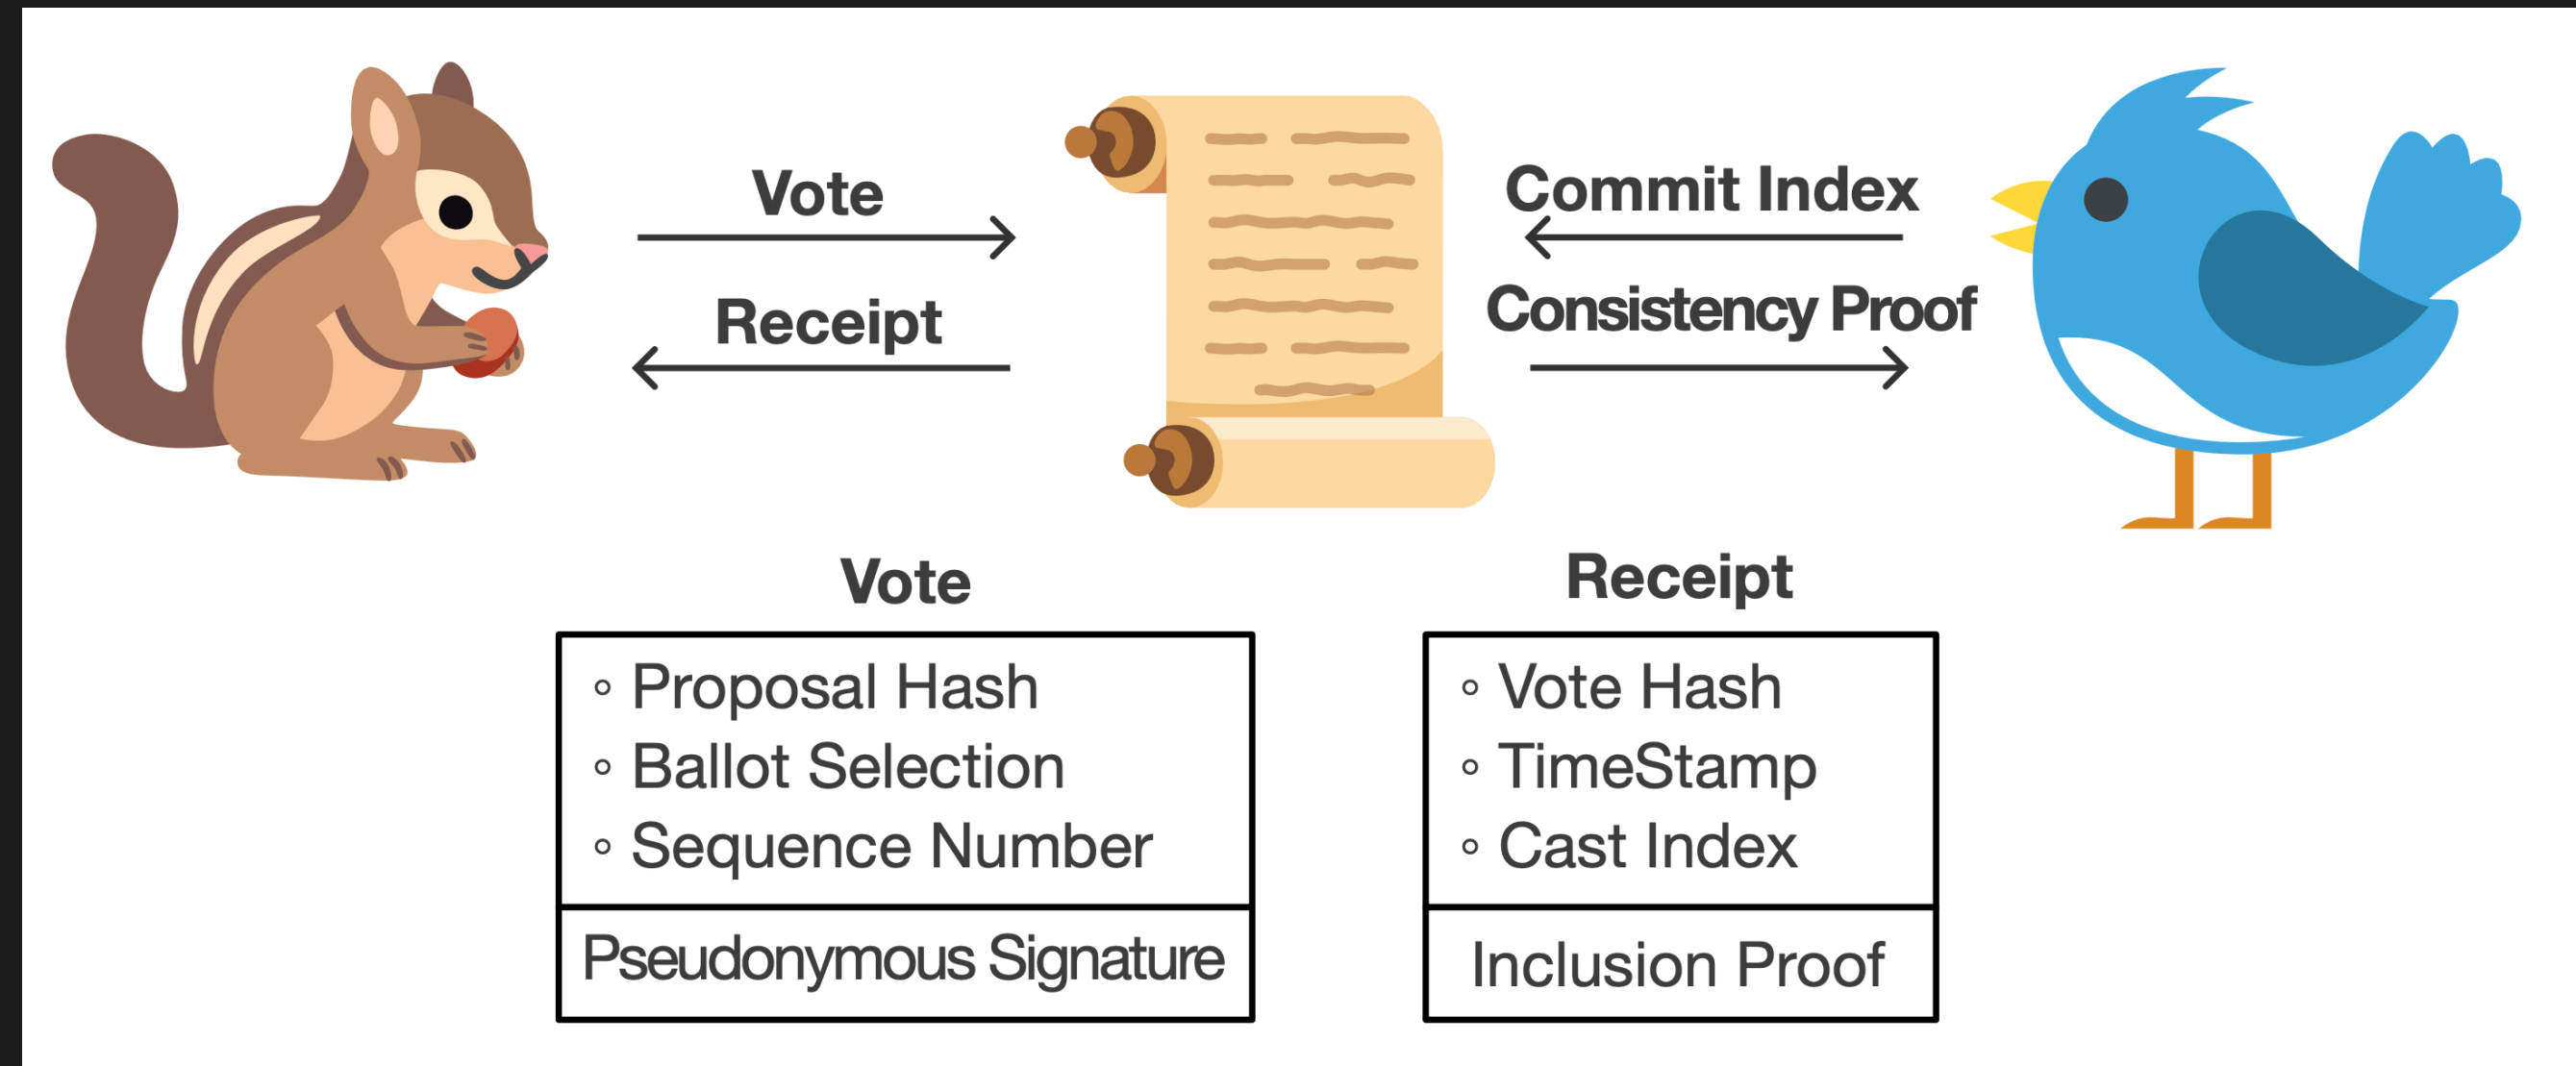 Vote
Receipt
Commit Index
Consistency Proof
Vote
Proposal Hash
Ballot Selection
Sequence Number
Pseudonymous Signature
Receipt
Vote Hash
TimeStamp
Cast Index
Inclusion Proof